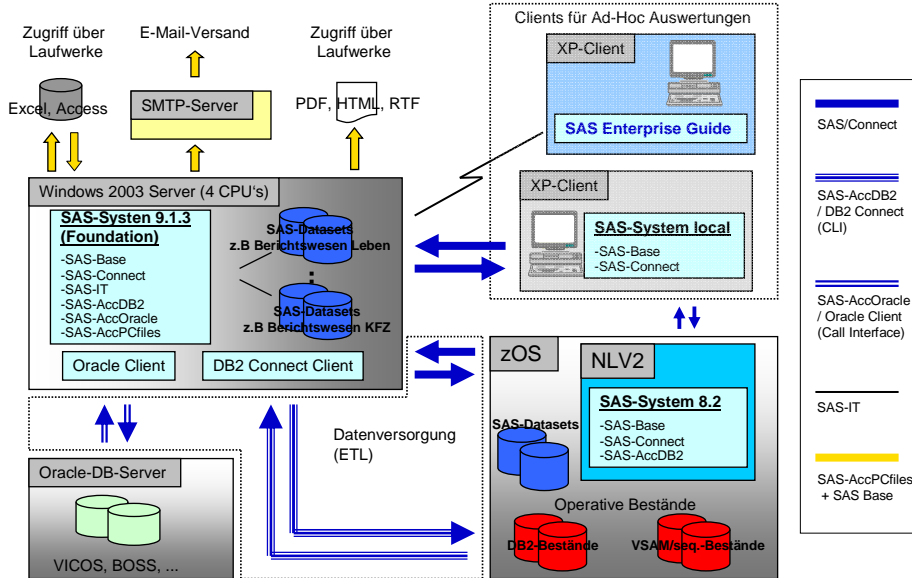 Zugriff über
Laufwerke
E-Mail-Versand
Zugriff über
Laufwerke
Excel, Access
SMTP-Server
PDF, HTML, RTF
Clients für Ad-Hoc Auswertungen
XP-Client
SAS Enterprise Guide
XP-Client
SAS-System local
-SAS-Base
-SAS-Connect
Windows 2003 Server (4 CPU's)
SAS-Systen 9.1.3
(Foundation)
-SAS-Base
-SAS-Connect
-SAS-IT
-SAS-AccDB2
-SAS-AccOracle
-SAS-AccPCfiles
SAS-Datasets
z.B Berichtswesen Leben
:
SAS-Datasets
z.B Berichtswesen KFZ
Oracle Client
DB2 Connect Client
Datenversorgung
(ETL)
Oracle-DB-Server
VICOS, BOSS, ...
zOS
NLV2
SAS-System 8.2
-SAS-Base
-SAS-Connect
-SAS-AccDB2
SAS-Datasets
Operative Bestände
DB2-Bestände
VSAM/seq.-Bestände
SAS/Connect
SAS-AccDB2
/ DB2 Connect
(CLI)
SAS-AccOracle
/ Oracle Client
(Call Interface)
SAS-IT
SAS-AccPCfiles
+ SAS Base